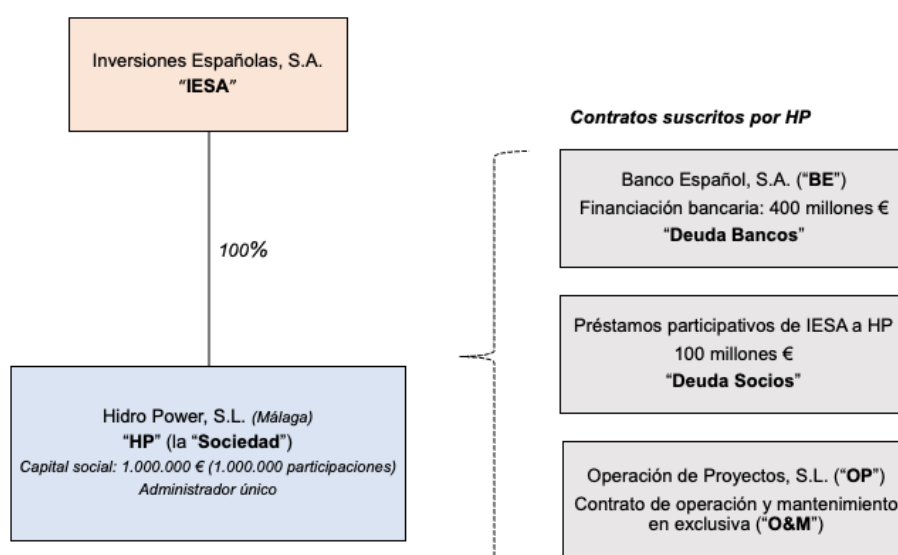 Inversiones Españolas, S.A.
“IESA”
100%
Hidro Power, S.L. (Málaga)
“HP” (la “Sociedad”)
Capital social: 1.000.000 € (1.000.000 participaciones)
Administrador único
Contratos suscritos por HP
Banco Español, S.A. (“BE”)
Financiación bancaria: 400 millones €
“Deuda Bancos”
Préstamos participativos de IESA a HP
100 millones €
“Deuda Socios”
Operación de Proyectos, S.L. (“OP”)
Contrato de operación y mantenimiento
en exclusiva (“O&M”)